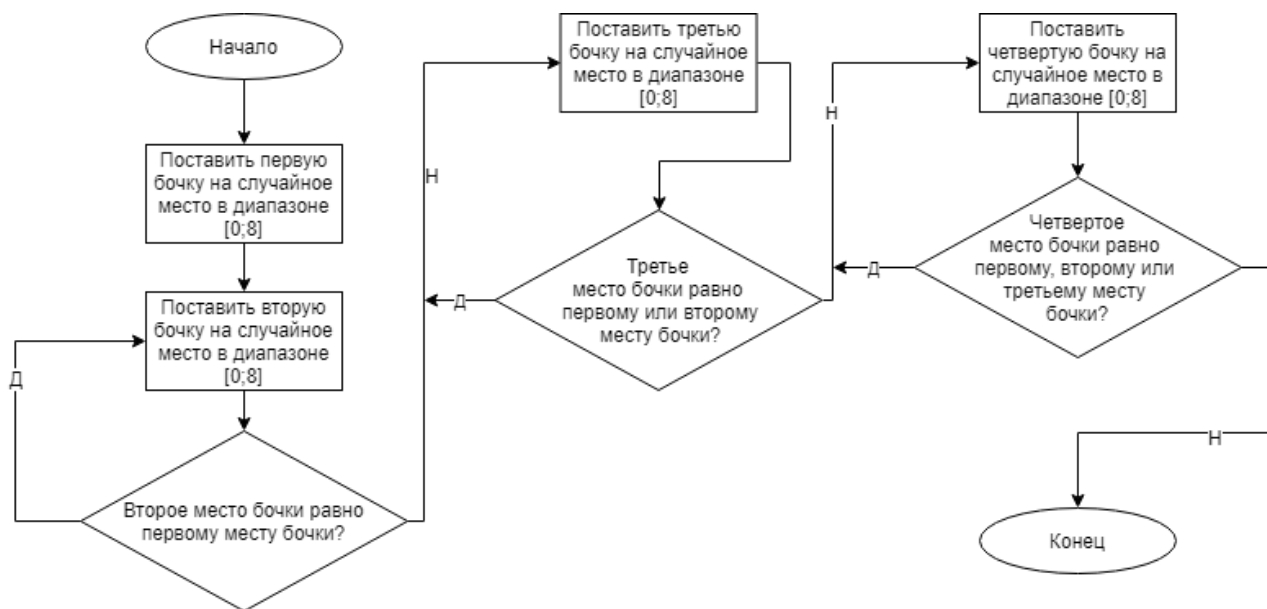 Начало
Поставить первую
бочку на случайное
место в диапазоне
[0;8]
Поставить вторую
бочку на случайное
место в диапазоне
[0;8]
Д
Второе место бочки равно
первому месту бочки?
Н
Поставить третью
бочку на случайное
место в диапазоне
[0;8]
Третье
место бочки равно
первому или второму
месту бочки?
Д
Н
Поставить
четвертую бочку на
случайное место в
диапазоне [0;8]
Четвертое
место бочки равно
первому, второму или
третьему месту
бочки?
Д
Н
Конец